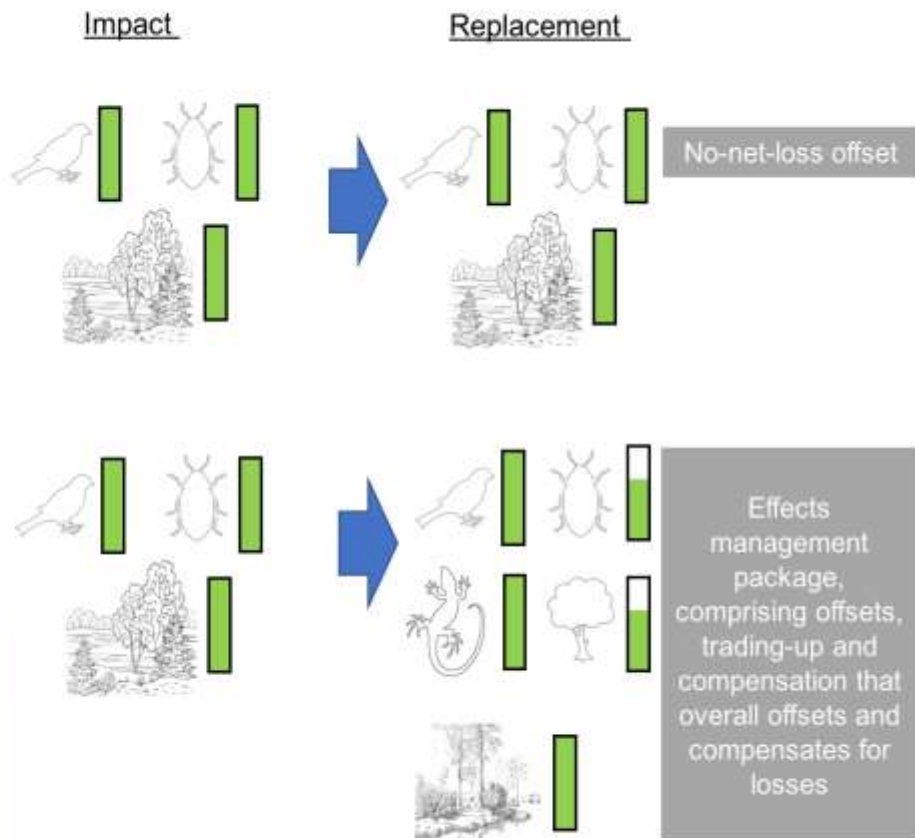 Impact
Replacement
No-net-loss offset
Effects
management
package,
comprising offsets,
trading-up and
compensation that
overall offsets and
compensates for
losses